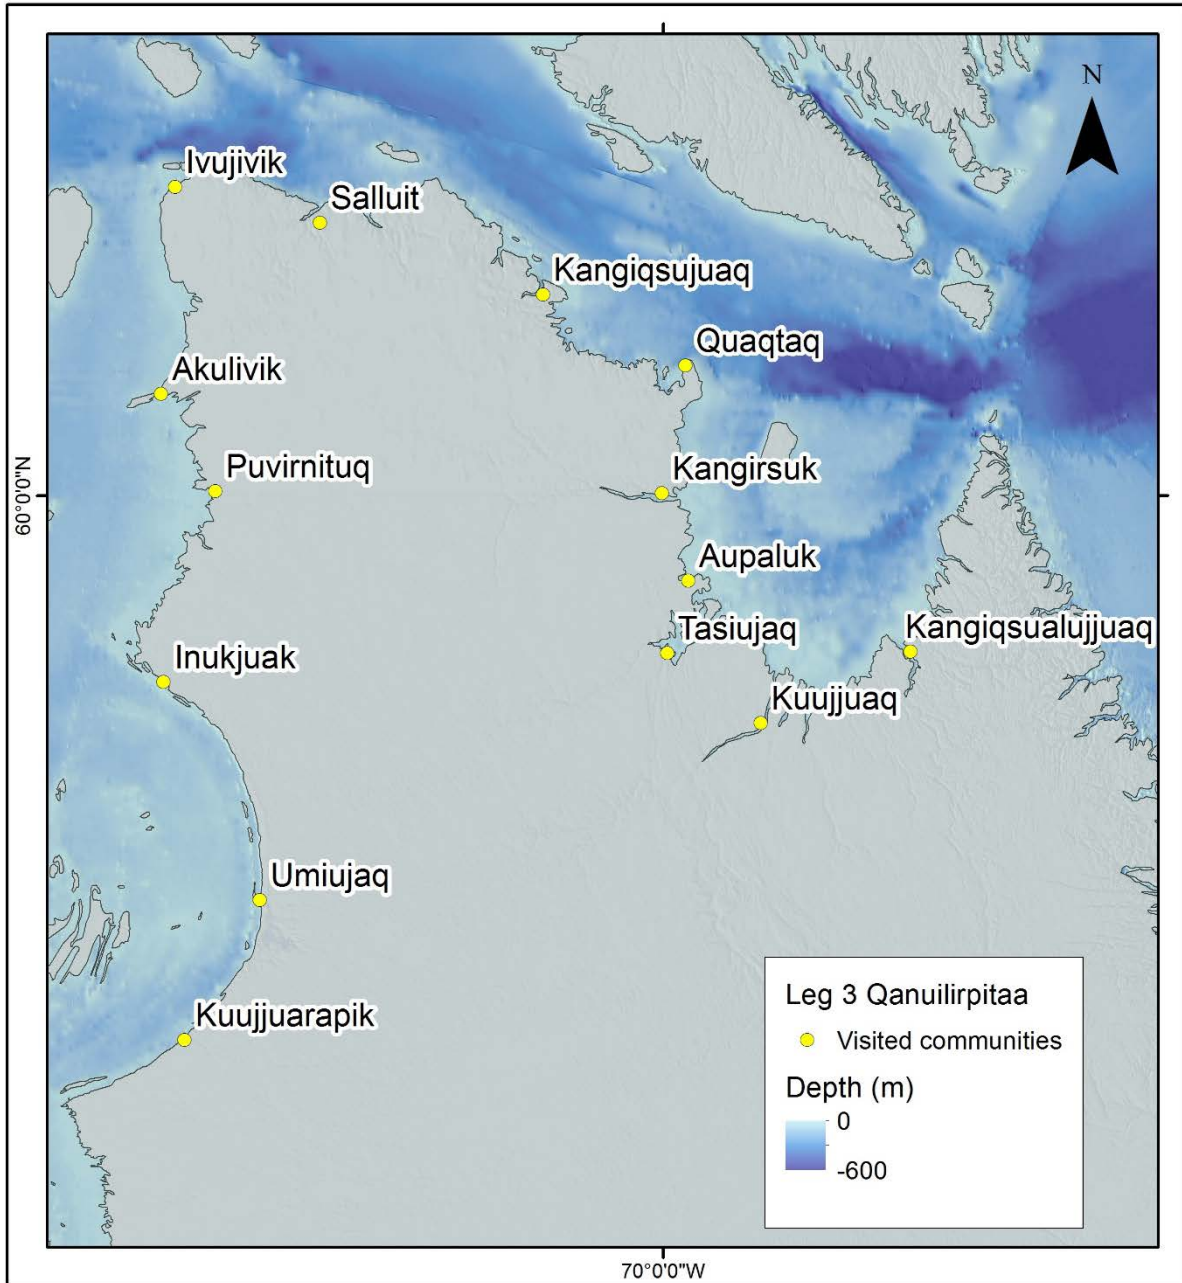 N
Ivujivik
Salluit
Kangiqsujuaq
Quaqtaq
Akulivik
Puvirnituq
Kangirsuk
60°0'0"N
Aupaluk
Tasiujaq
Kangiqsualujjuaq
Inukjuak
Kuujjuaq
Umiujaq
Kuujjuarapik
Leg 3 Qanuilirpitaa
Visited communities
Depth (m)
0
-600
70°0'0"W